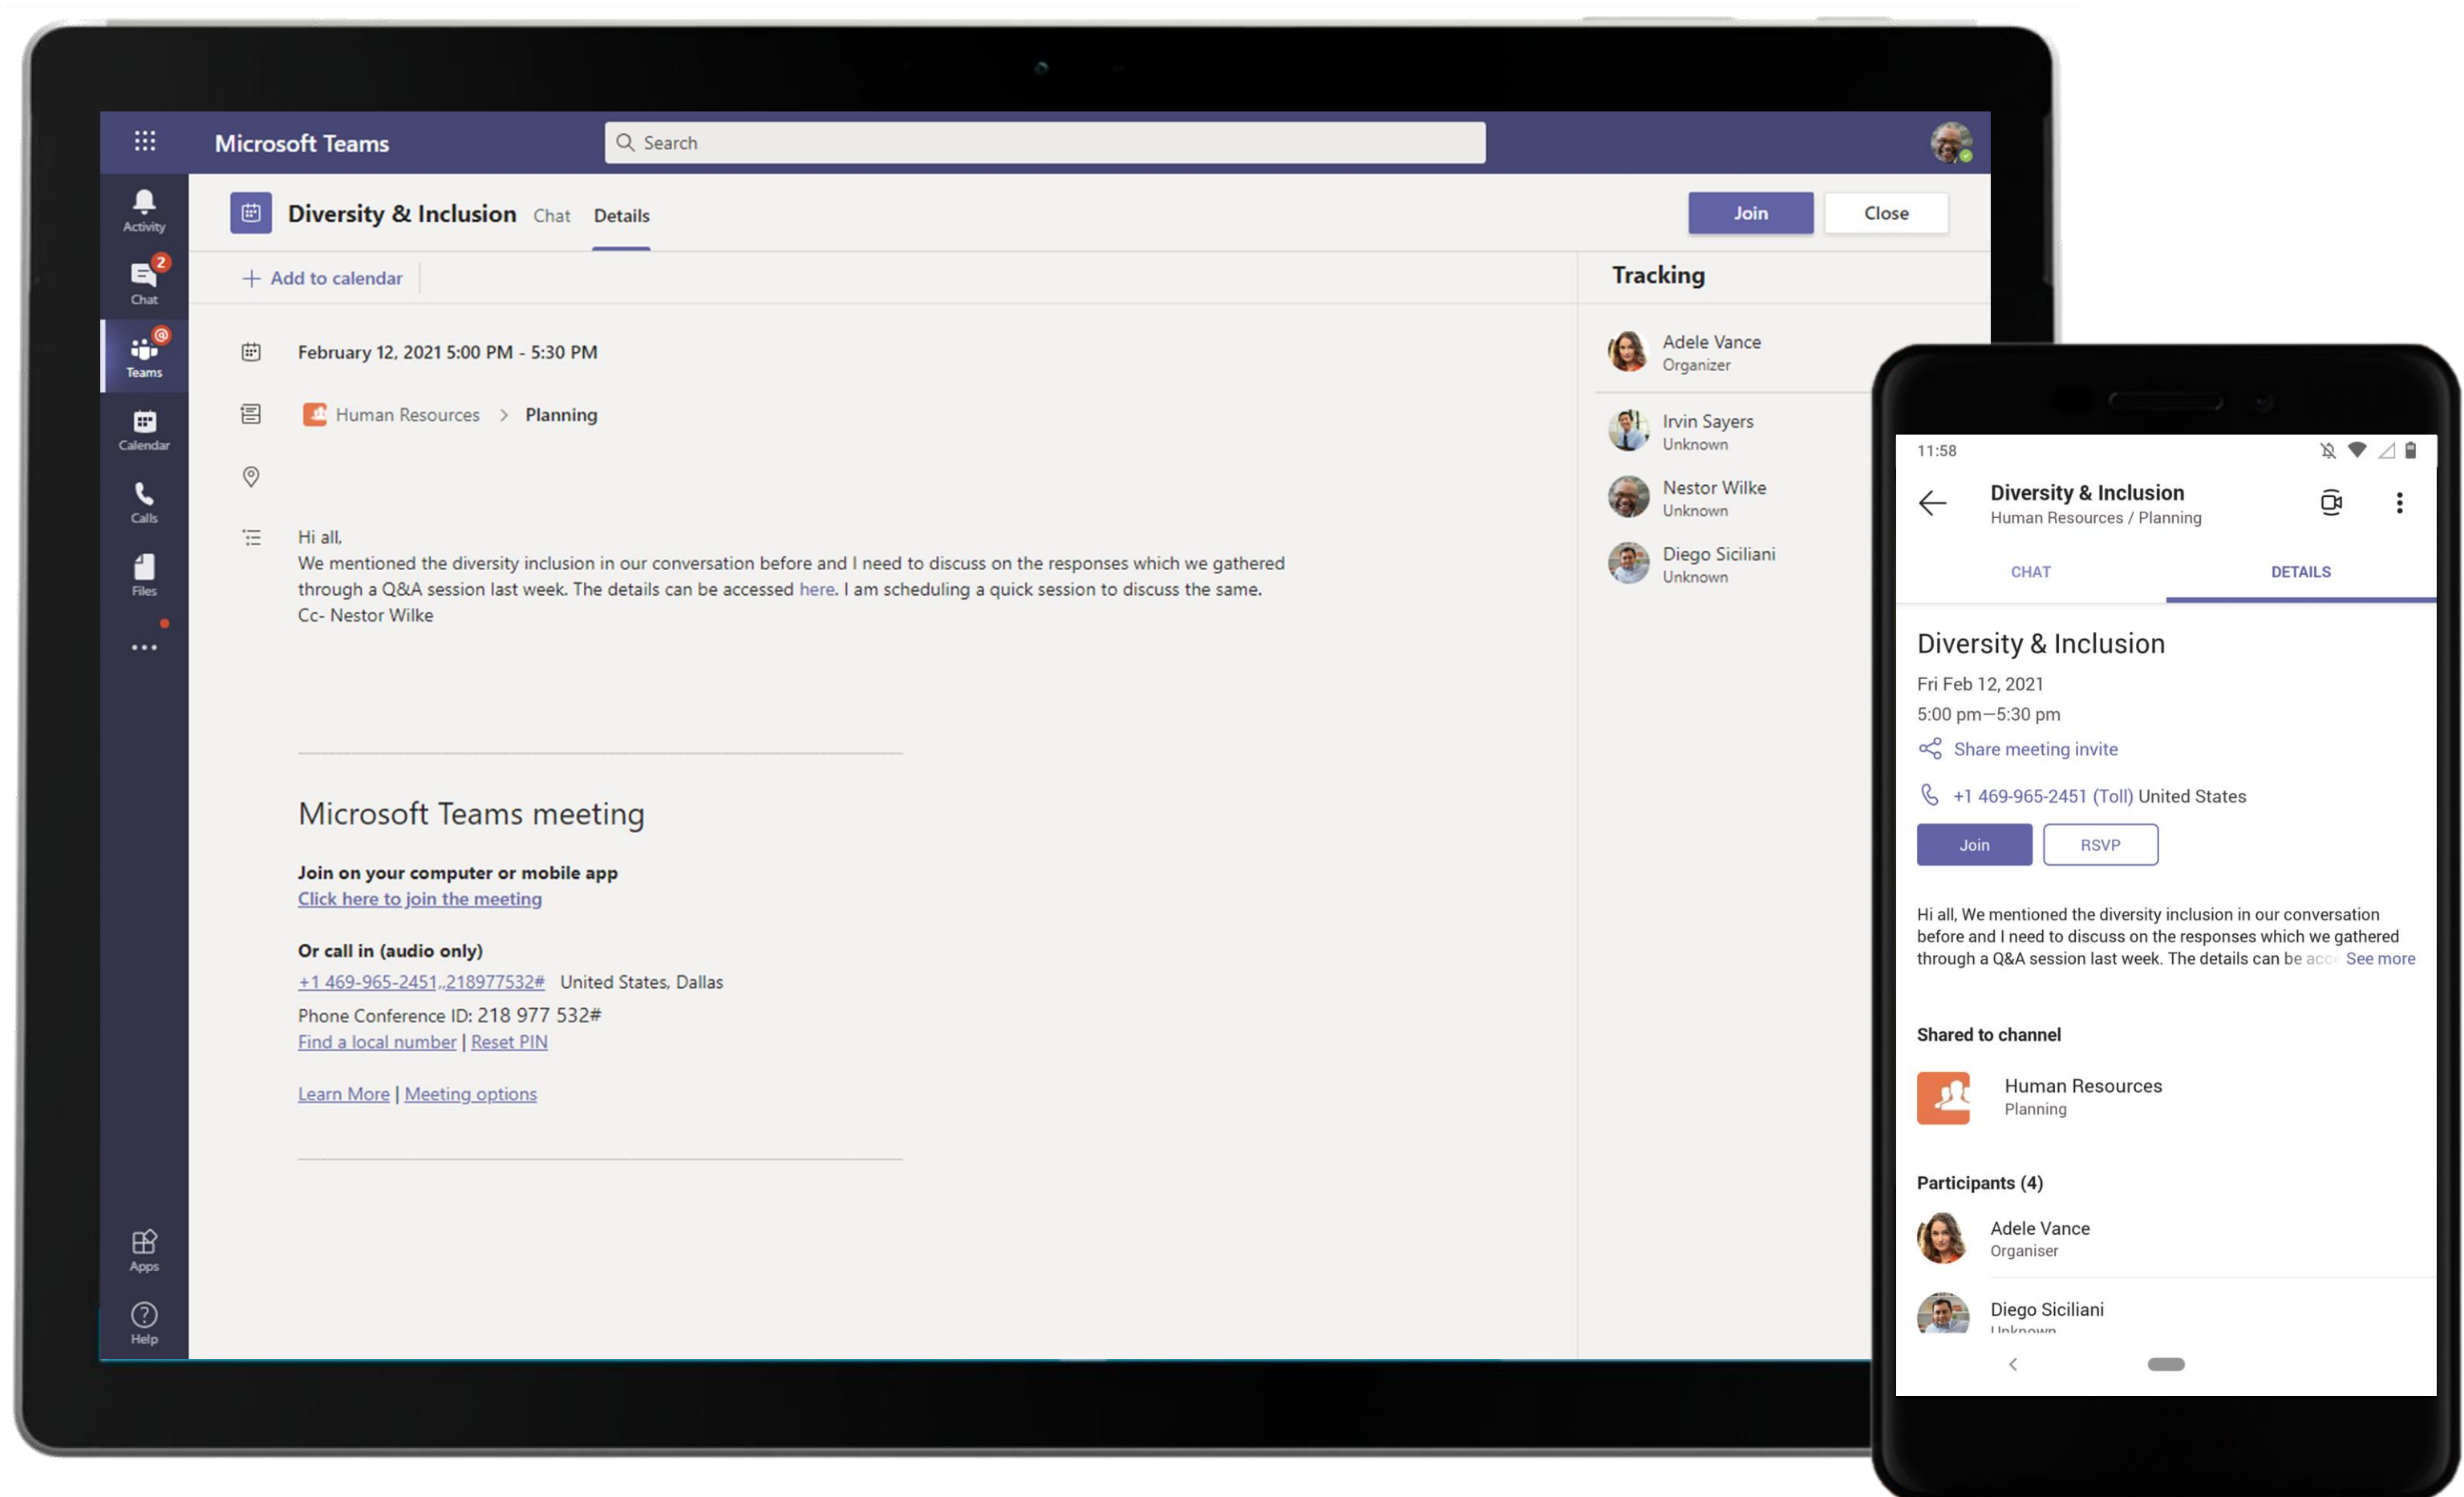 Microsoft Teams
Search
Activity
2
Chat
@
Teams
Calendar
Calls
Files
Apps
Help
Diversity & Inclusion Chat Details
Join Close
+ Add to calendar
February 12, 2021 5:00 PM - 5:30 PM
Human Resources > Planning
Hi all,
We mentioned the diversity inclusion in our conversation before and I need to discuss on the responses which we gathered
through a Q&A session last week. The details can be accessed here. I am scheduling a quick session to discuss the same.
Cc- Nestor Wilke
Microsoft Teams meeting
Join on your computer or mobile app
Click here to join the meeting
Or call in (audio only)
+1 469-965-2451,,218977532# United States, Dallas
Phone Conference ID: 218 977 532#
Find a local number | Reset PIN
Learn More | Meeting options
Tracking
Adele Vance
Organizer
Irvin Sayers
Unknown
Nestor Wilke
Unknown
Diego Siciliani
Unknown
11:58
Diversity & Inclusion
Human Resources / Planning
CHAT DETAILS
Diversity & Inclusion
Fri Feb 12, 2021
5:00 pm—5:30 pm
Share meeting invite
+1 469-965-2451 (Toll) United States
Join RSVP
Hi all, We mentioned the diversity inclusion in our conversation
before and I need to discuss on the responses which we gathered
through a Q&A session last week. The details can be acce See more
Shared to channel
Human Resources
Planning
Participants (4)
Adele Vance
Organiser
Diego Siciliani
Unknown